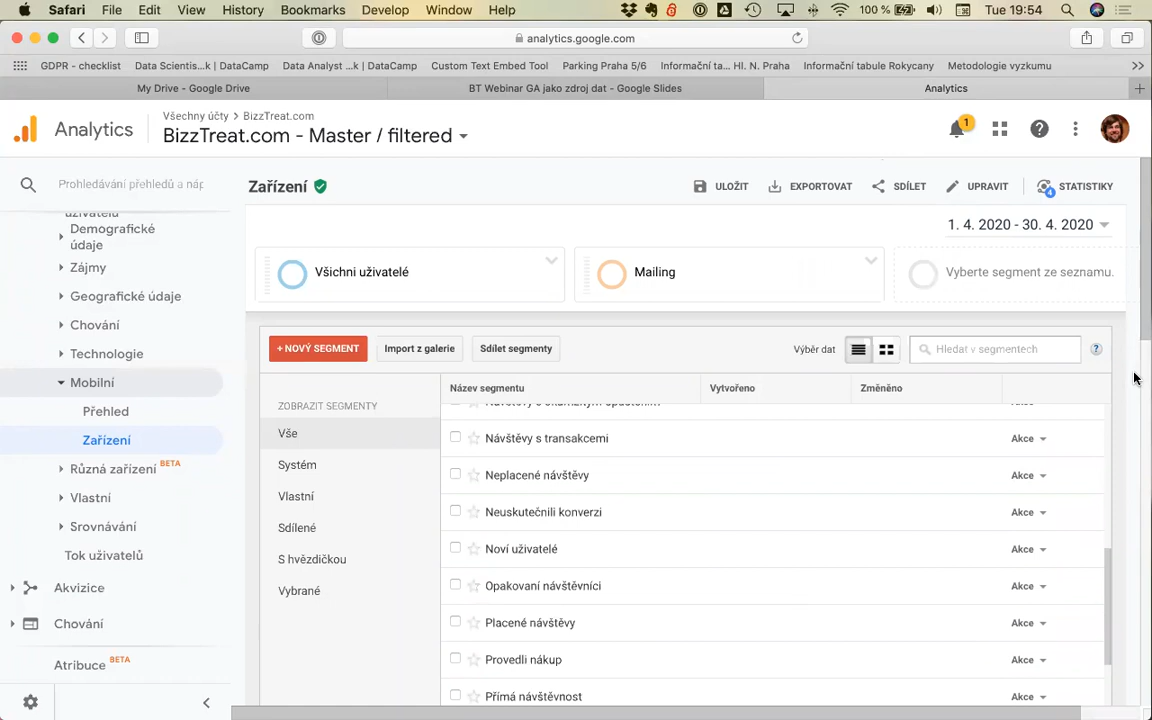 Safari File Edit View History Bookmarks Develop Window Help 100 % Tue 19:54
analytics.google.com
GDPR - checklist Data Scientis...k | DataCamp Data Analyst ...k | DataCamp Custom Text Embed Tool Parking Praha 5/6 Informační ta... Hl. N. Praha Informační tabule Rokycany Metodologie vyzkumu
My Drive - Google Drive BT Webinar GA jako zdroj dat - Google Slides Analytics
Analytics
Všechny účty > BizzTreat.com
BizzTreat.com - Master / filtered
1
Prohledávání přehledů a náp
Zařízení
ULOŽIT EXPORTOVAT SDÍLET UPRAVIT 4 STATISTIKY
1. 4. 2020 - 30. 4. 2020
Všichni uživatelé
Mailing
Vyberte segment ze seznamu.
uživatelů
Demografické
údaje
Zájmy
Geografické údaje
Chování
Technologie
Mobilní
Přehled
Zařízení
Různá zařízení BETA
Vlastní
Srovnávání
Tok uživatelů
Akvizice
Chování
Atribuce BETA
+ NOVÝ SEGMENT Import z galerie Sdílet segmenty Výběr dat Hledat v segmentech ?
ZOBRAZIT SEGMENTY
Vše
Systém
Vlastní
Sdílené
S hvězdičkou
Vybrané
Název segmentu Vytvořeno Změněno
Návštěvy s okamžitým opuštěním Akce
Návštěvy s transakcemi Akce
Neplacené návštěvy Akce
Neuskutečnili konverzi Akce
Noví uživatelé Akce
Opakovaní návštěvníci Akce
Placené návštěvy Akce
Provedli nákup Akce
Přímá návštěvnost Akce